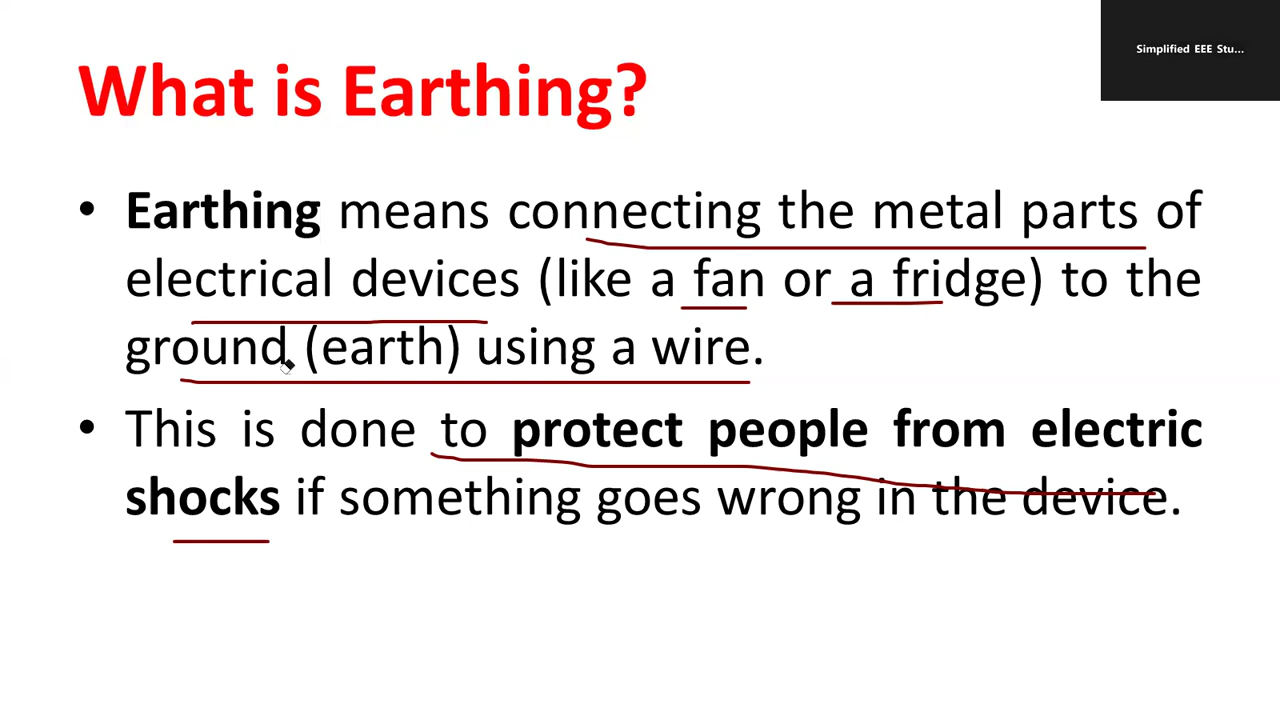 Simplified EEE Stu...
What is Earthing?
• Earthing means connecting the metal parts of
electrical devices (like a fan or a fridge) to the
ground (earth) using a wire.
• This is done to protect people from electric
shocks if something goes wrong in the device.